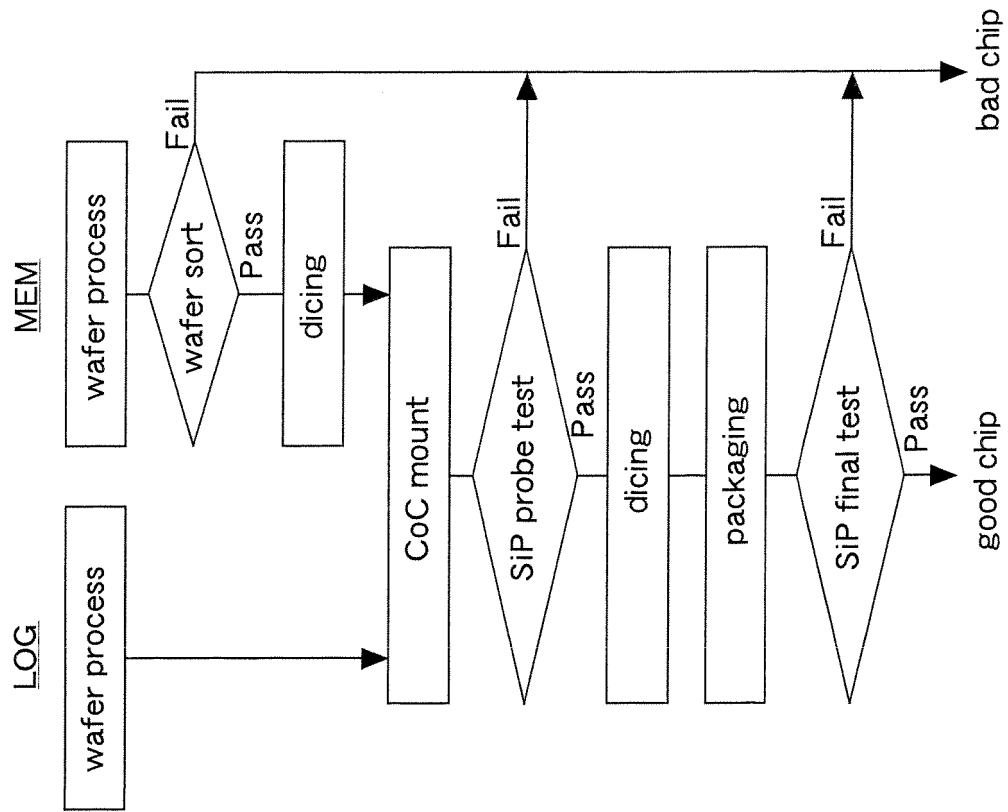 LOG
MEM
wafer process
wafer process
wafer sort
Fail
Pass
dicing
CoC mount
SiP probe test
Fail
Pass
dicing
packaging
SiP final test
Fail
Pass
good chip
bad chip